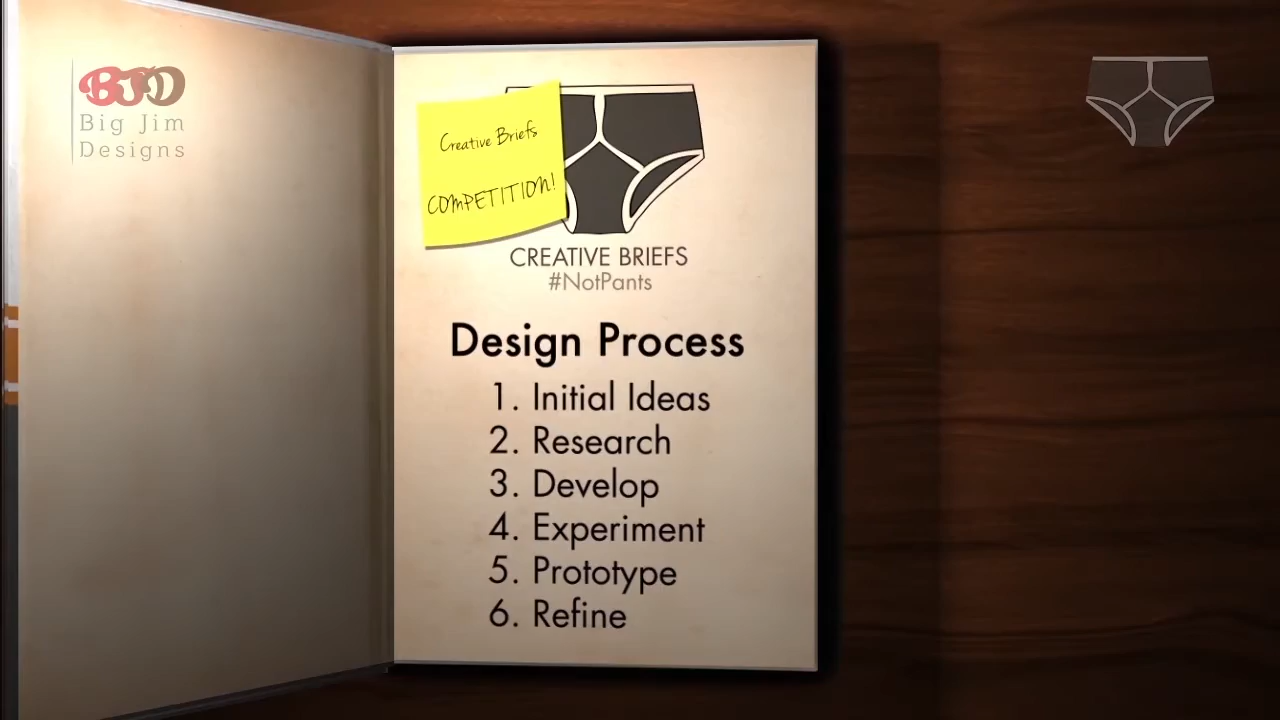 BJD
Big Jim
Designs
Creative Briefs
COMPETITION!
CREATIVE BRIEFS
#NotPants
Design Process
1. Initial Ideas
2. Research
3. Develop
4. Experiment
5. Prototype
6. Refine